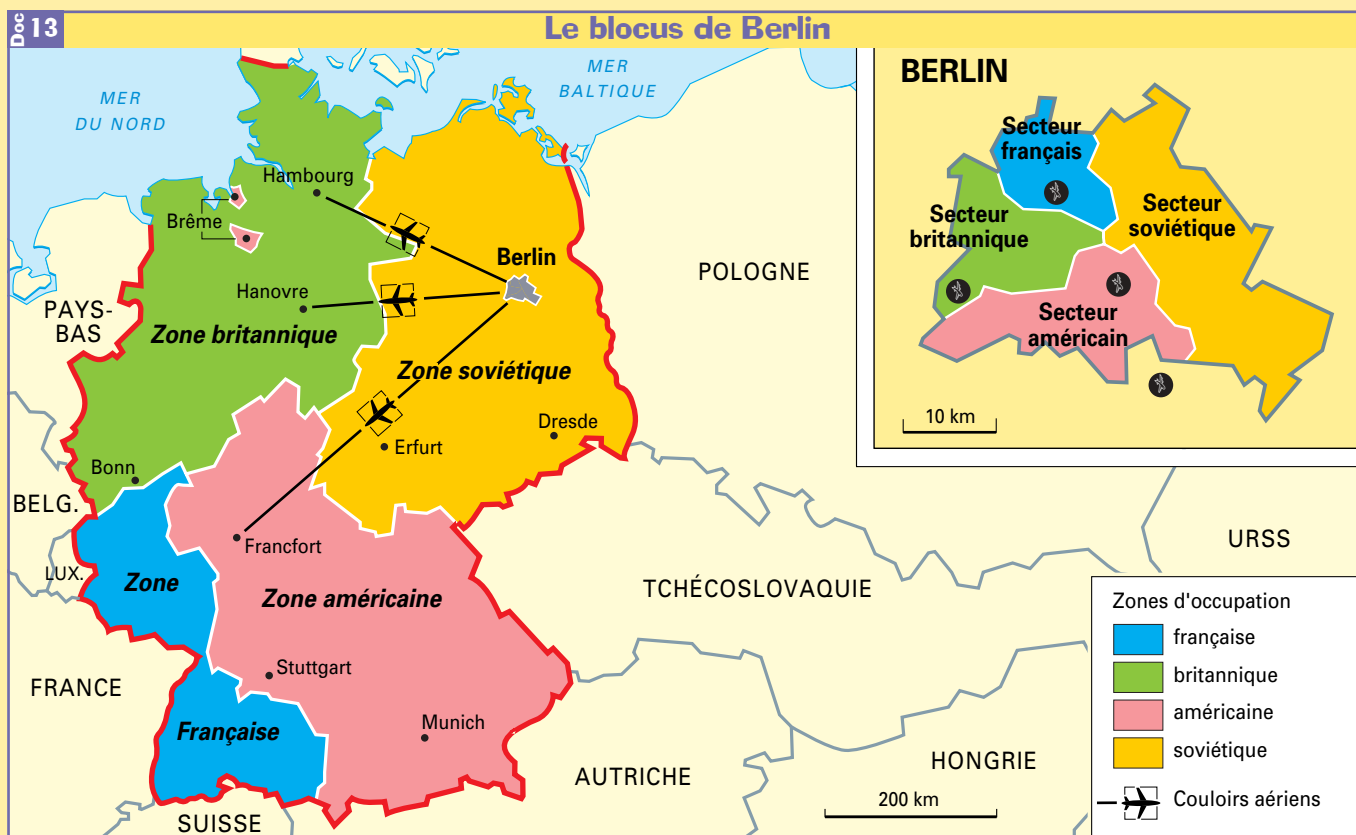 Doc 13
Le blocus de Berlin
MER
DU NORD
MER
BALTIQUE
Hambourg
Brême
Berlin
Hanovre
PAYS-
BAS
Zone britannique
POLOGNE
Zone soviétique
Dresde
Erfurt
Bonn
BELG.
Francfort
LUX.
Zone
Zone américaine
TCHÉCOSLOVAQUIE
URSS
Stuttgart
FRANCE
Française
Munich
AUTRICHE
HONGRIE
SUISSE
200 km
BERLIN
Secteur
français
Secteur
britannique
Secteur
soviétique
Secteur
américain
10 km
Zones d'occupation
française
britannique
américaine
soviétique
Couloirs aériens